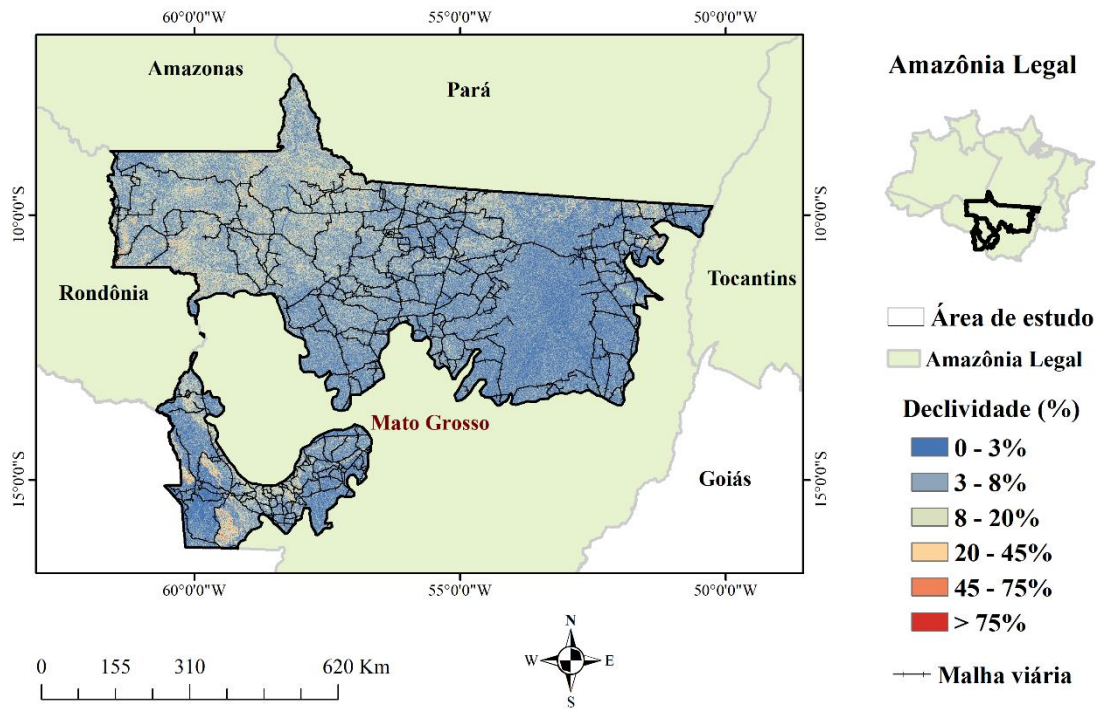 60°0'0"W
55°0'0"W
50°0'0"W
Amazonas
Pará
10°0'0"S
10°0'0"S
Rondônia
Tocantins
Mato Grosso
Goiás
15°0'0"S
15°0'0"S
60°0'0"W
55°0'0"W
50°0'0"W
0 155 310 620 Km
N
W E
S
Amazônia Legal
Área de estudo
Amazônia Legal
Declividade (%)
0 - 3%
3 - 8%
8 - 20%
20 - 45%
45 - 75%
> 75%
Malha viária